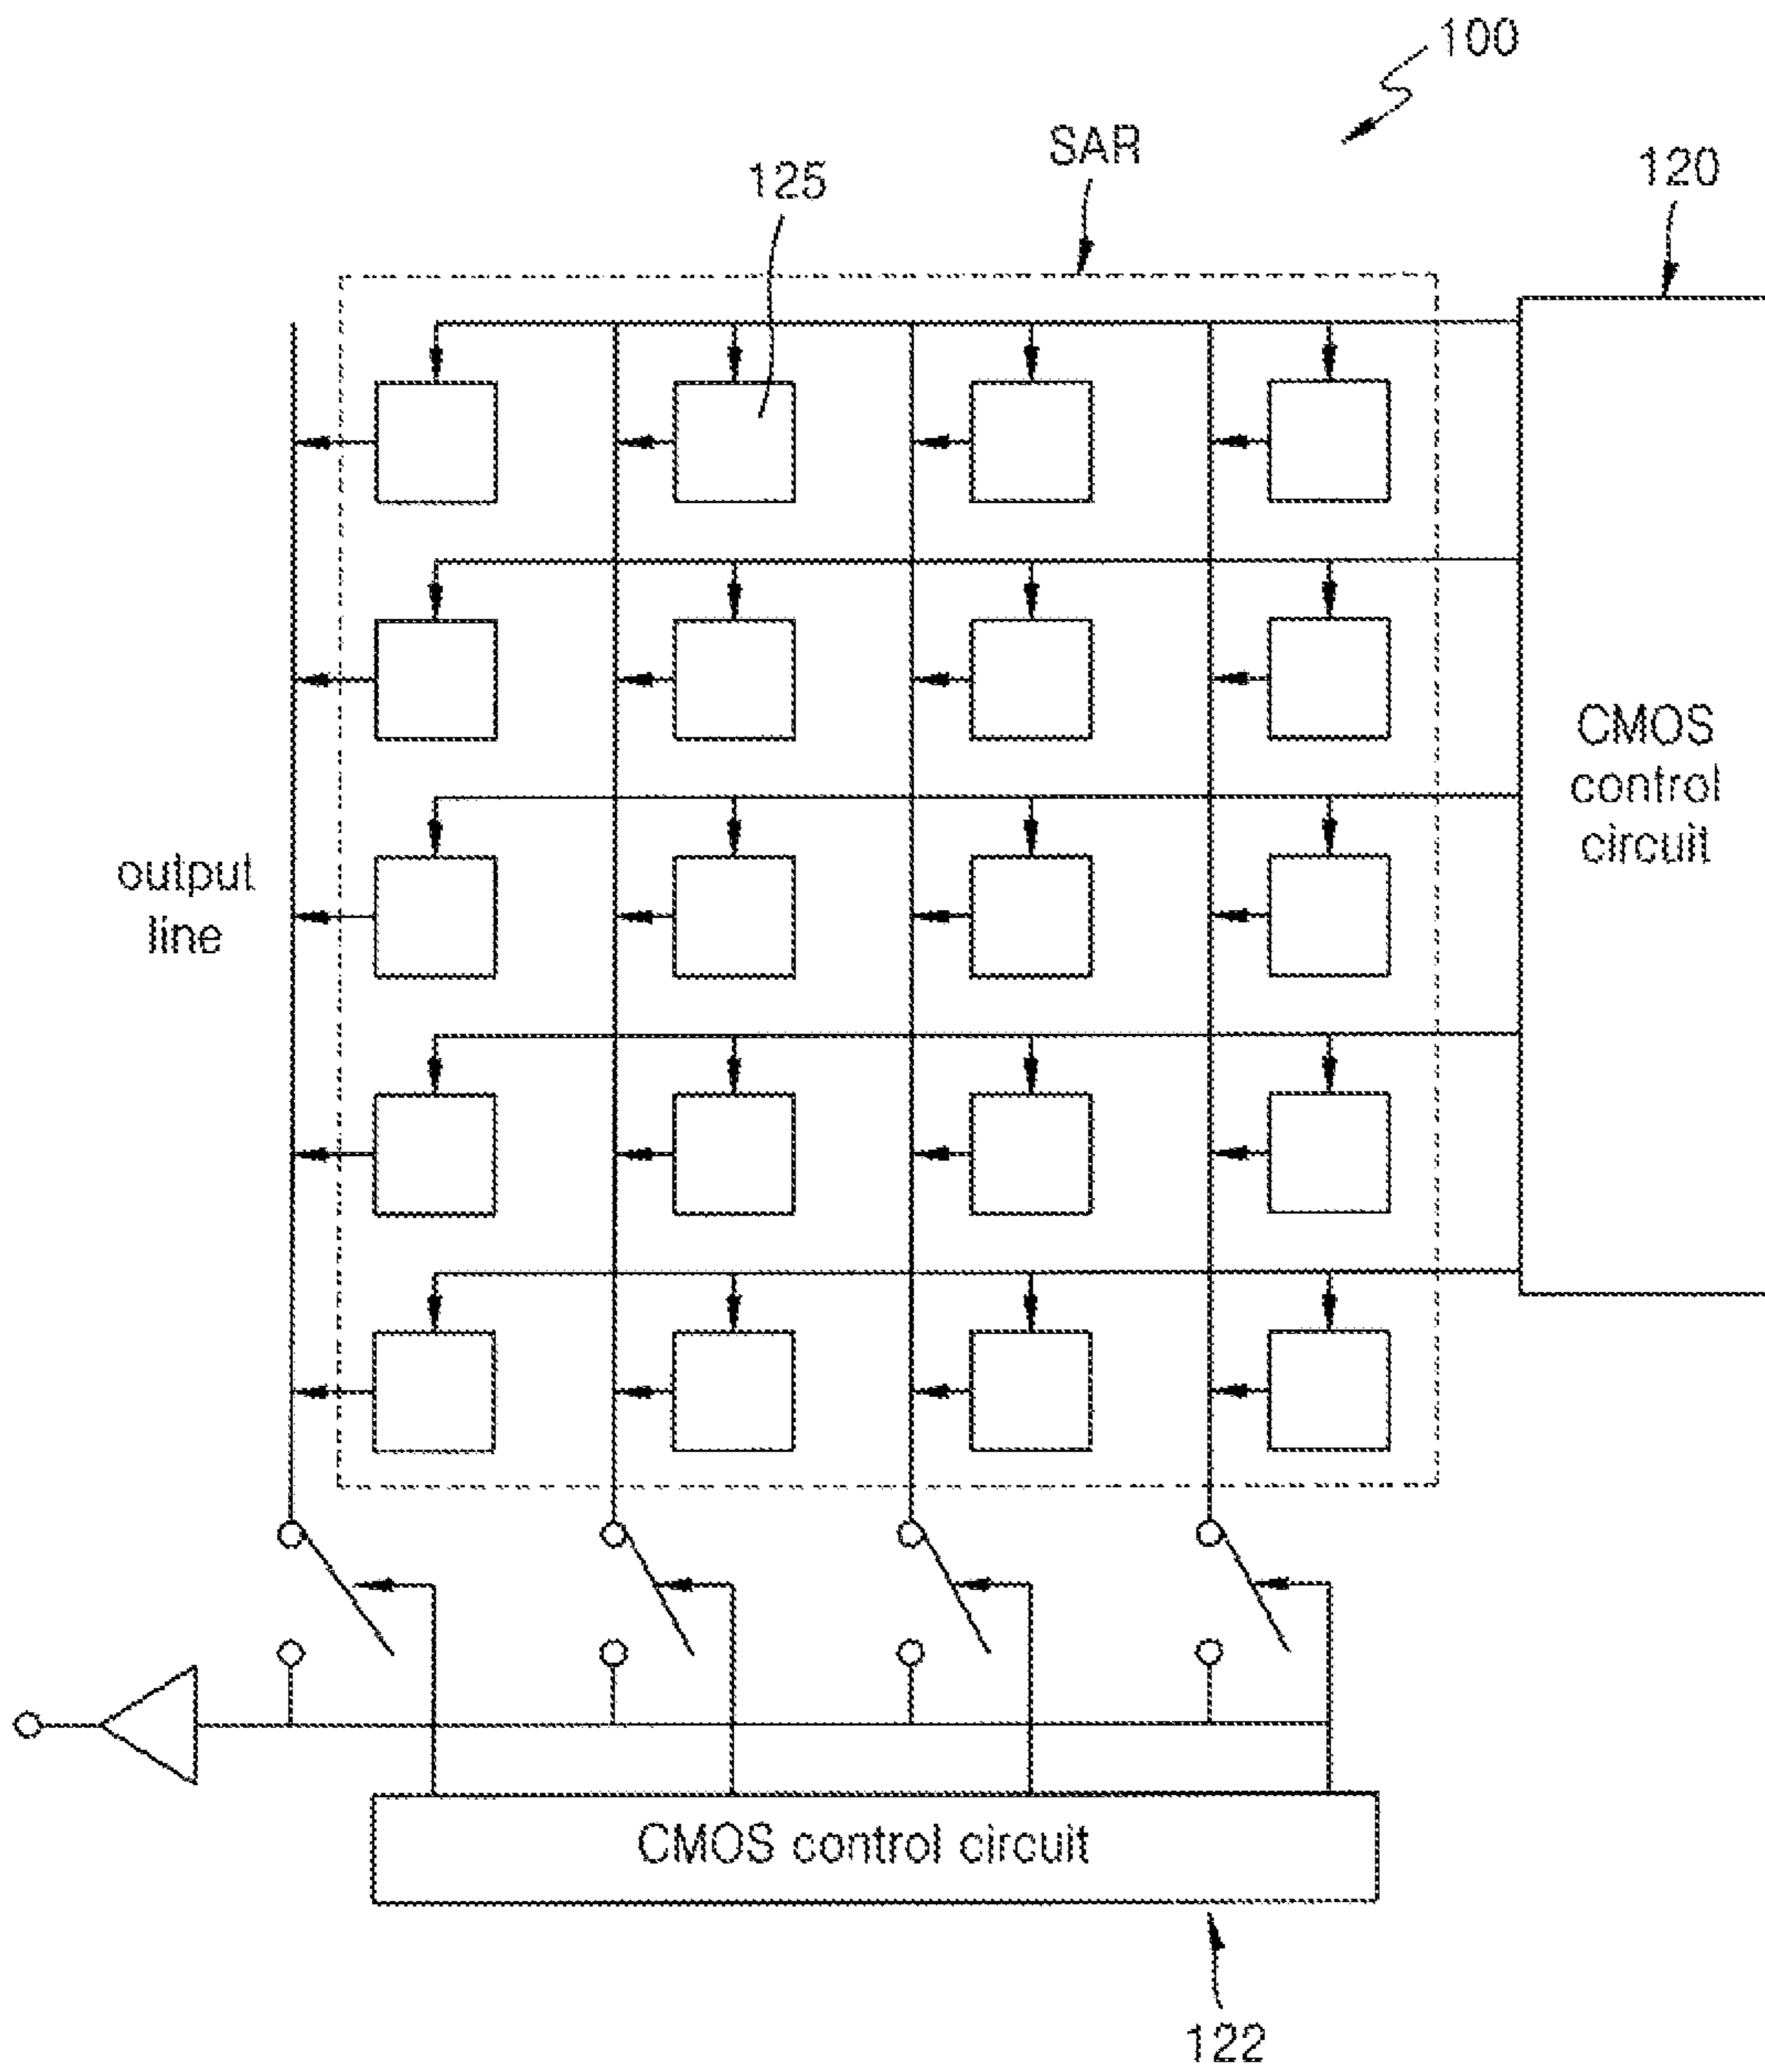 100
SAR
125
120
CMOS
control
circuit
output
line
CMOS control circuit
122